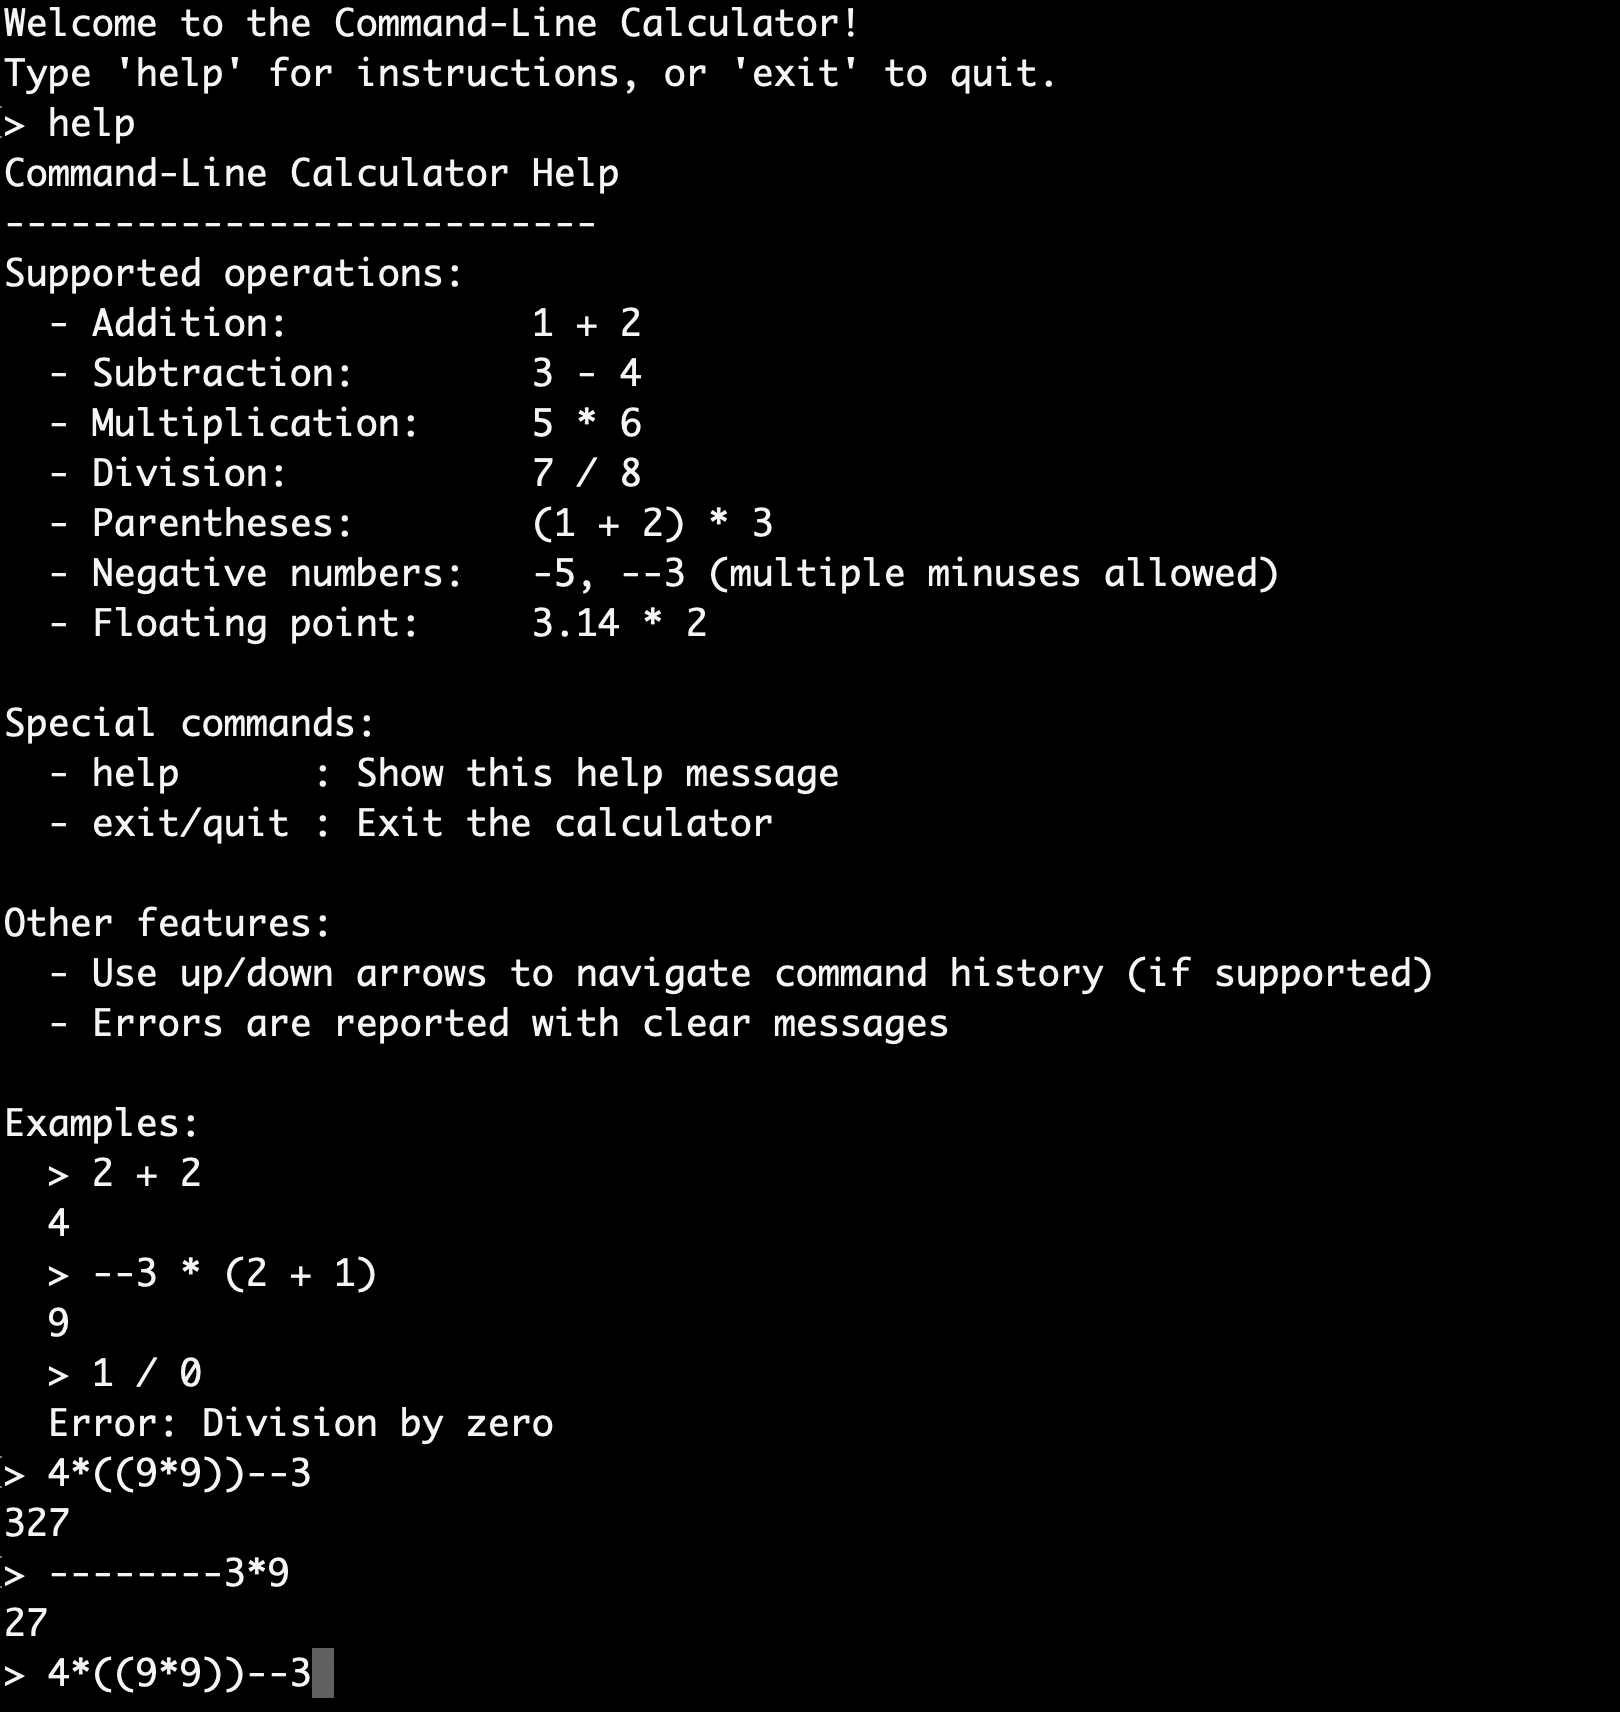 Welcome to the Command-Line Calculator!
Type 'help' for instructions, or 'exit' to quit.
> help
Command-Line Calculator Help
---------------------------
Supported operations:
  - Addition:           1 + 2
  - Subtraction:        3 - 4
  - Multiplication:     5 * 6
  - Division:           7 / 8
  - Parentheses:        (1 + 2) * 3
  - Negative numbers:   -5, --3 (multiple minuses allowed)
  - Floating point:     3.14 * 2

Special commands:
  - help      : Show this help message
  - exit/quit : Exit the calculator

Other features:
  - Use up/down arrows to navigate command history (if supported)
  - Errors are reported with clear messages

Examples:
  > 2 + 2
  4
  > --3 * (2 + 1)
  9
  > 1 / 0
  Error: Division by zero
> 4*((9*9))--3
327
> --------3*9
27
> 4*((9*9))--3